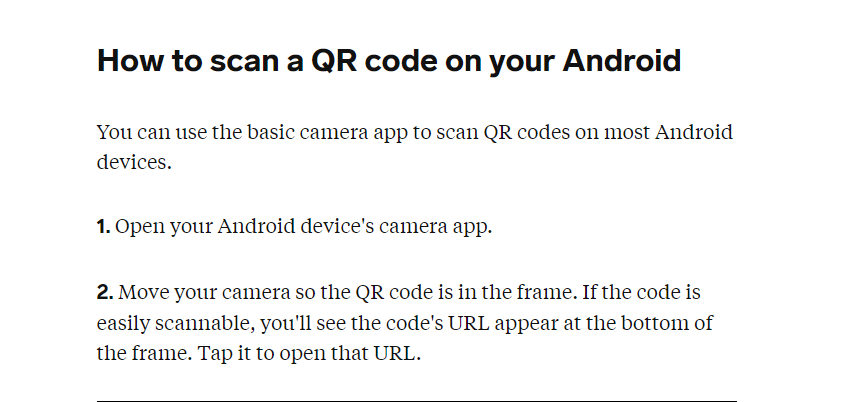 How to scan a QR code on your Android
You can use the basic camera app to scan QR codes on most Android
devices.
1. Open your Android device's camera app.
2. Move your camera so the QR code is in the frame. If the code is
easily scannable, you'll see the code's URL appear at the bottom of
the frame. Tap it to open that URL.